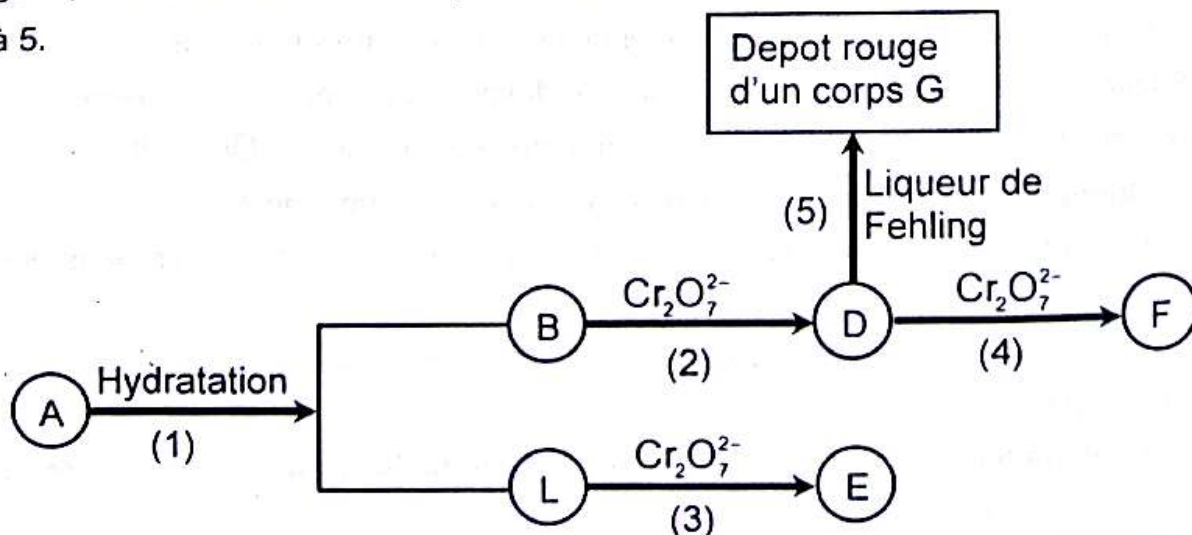 à 5.
Depot rouge
d'un corps G
Liqueur de
Fehling
(5)
Cr₂O₇²⁻
Cr₂O₇²⁻
B
D
F
(2)
(4)
Hydratation
A
(1)
Cr₂O₇²⁻
L
E
(3)